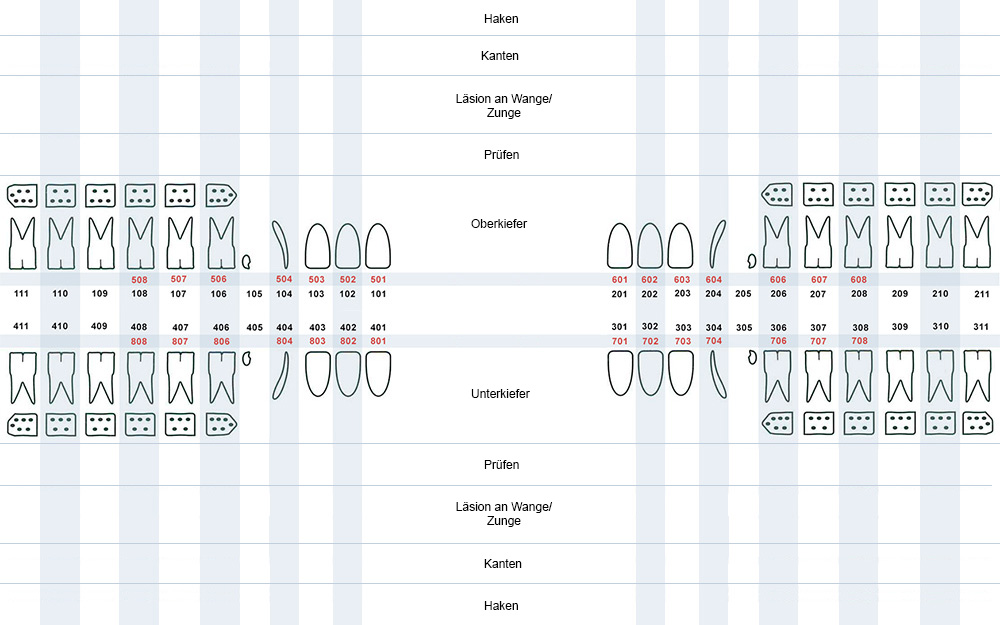 Haken
Kanten
Läsion an Wange/
Zunge
Prüfen
Oberkiefer
508 507 506 504 503 502 501 601 602 603 604 606 607 608
111 110 109 108 107 106 105 104 103 102 101 201 202 203 204 205 206 207 208 209 210 211
411 410 409 408 407 406 405 404 403 402 401 301 302 303 304 305 306 307 308 309 310 311
808 807 806 804 803 802 801 701 702 703 704 706 707 708
Unterkiefer
Prüfen
Läsion an Wange/
Zunge
Kanten
Haken